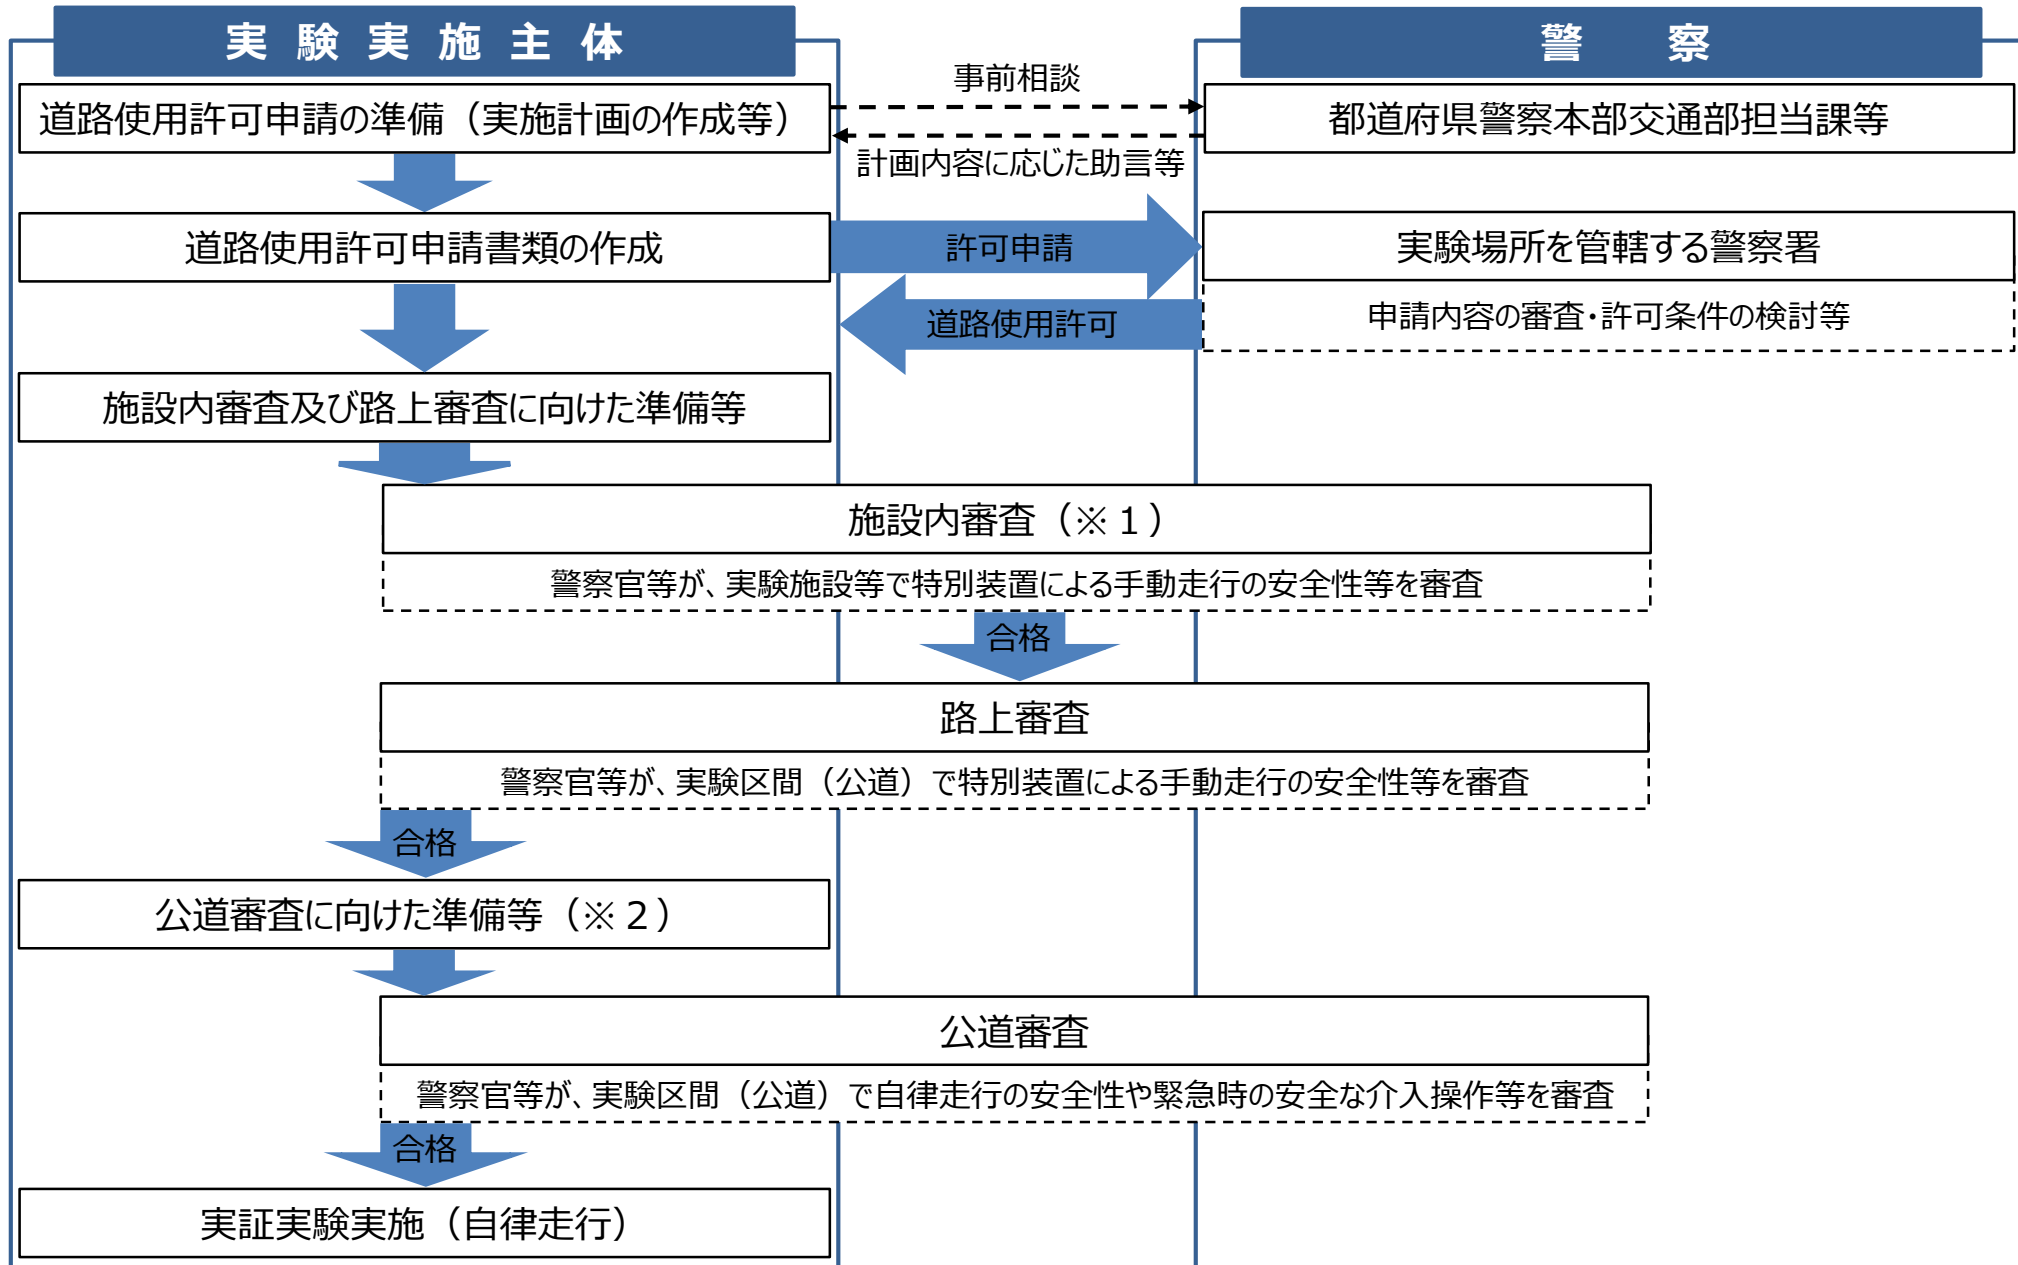 実験実施主体
警察
事前相談
道路使用許可申請の準備（実施計画の作成等）
都道府県警察本部交通部担当課等
計画内容に応じた助言等
道路使用許可申請書類の作成
許可申請
実験場所を管轄する警察署
道路使用許可
申請内容の審査・許可条件の検討等
施設内審査及び路上審査に向けた準備等
施設内審査（※１）
警察官等が、実験施設等で特別装置による手動走行の安全性等を審査
合格
路上審査
警察官等が、実験区間（公道）で特別装置による手動走行の安全性等を審査
合格
公道審査に向けた準備等（※２）
公道審査
警察官等が、実験区間（公道）で自律走行の安全性や緊急時の安全な介入操作等を審査
合格
実証実験実施（自律走行）